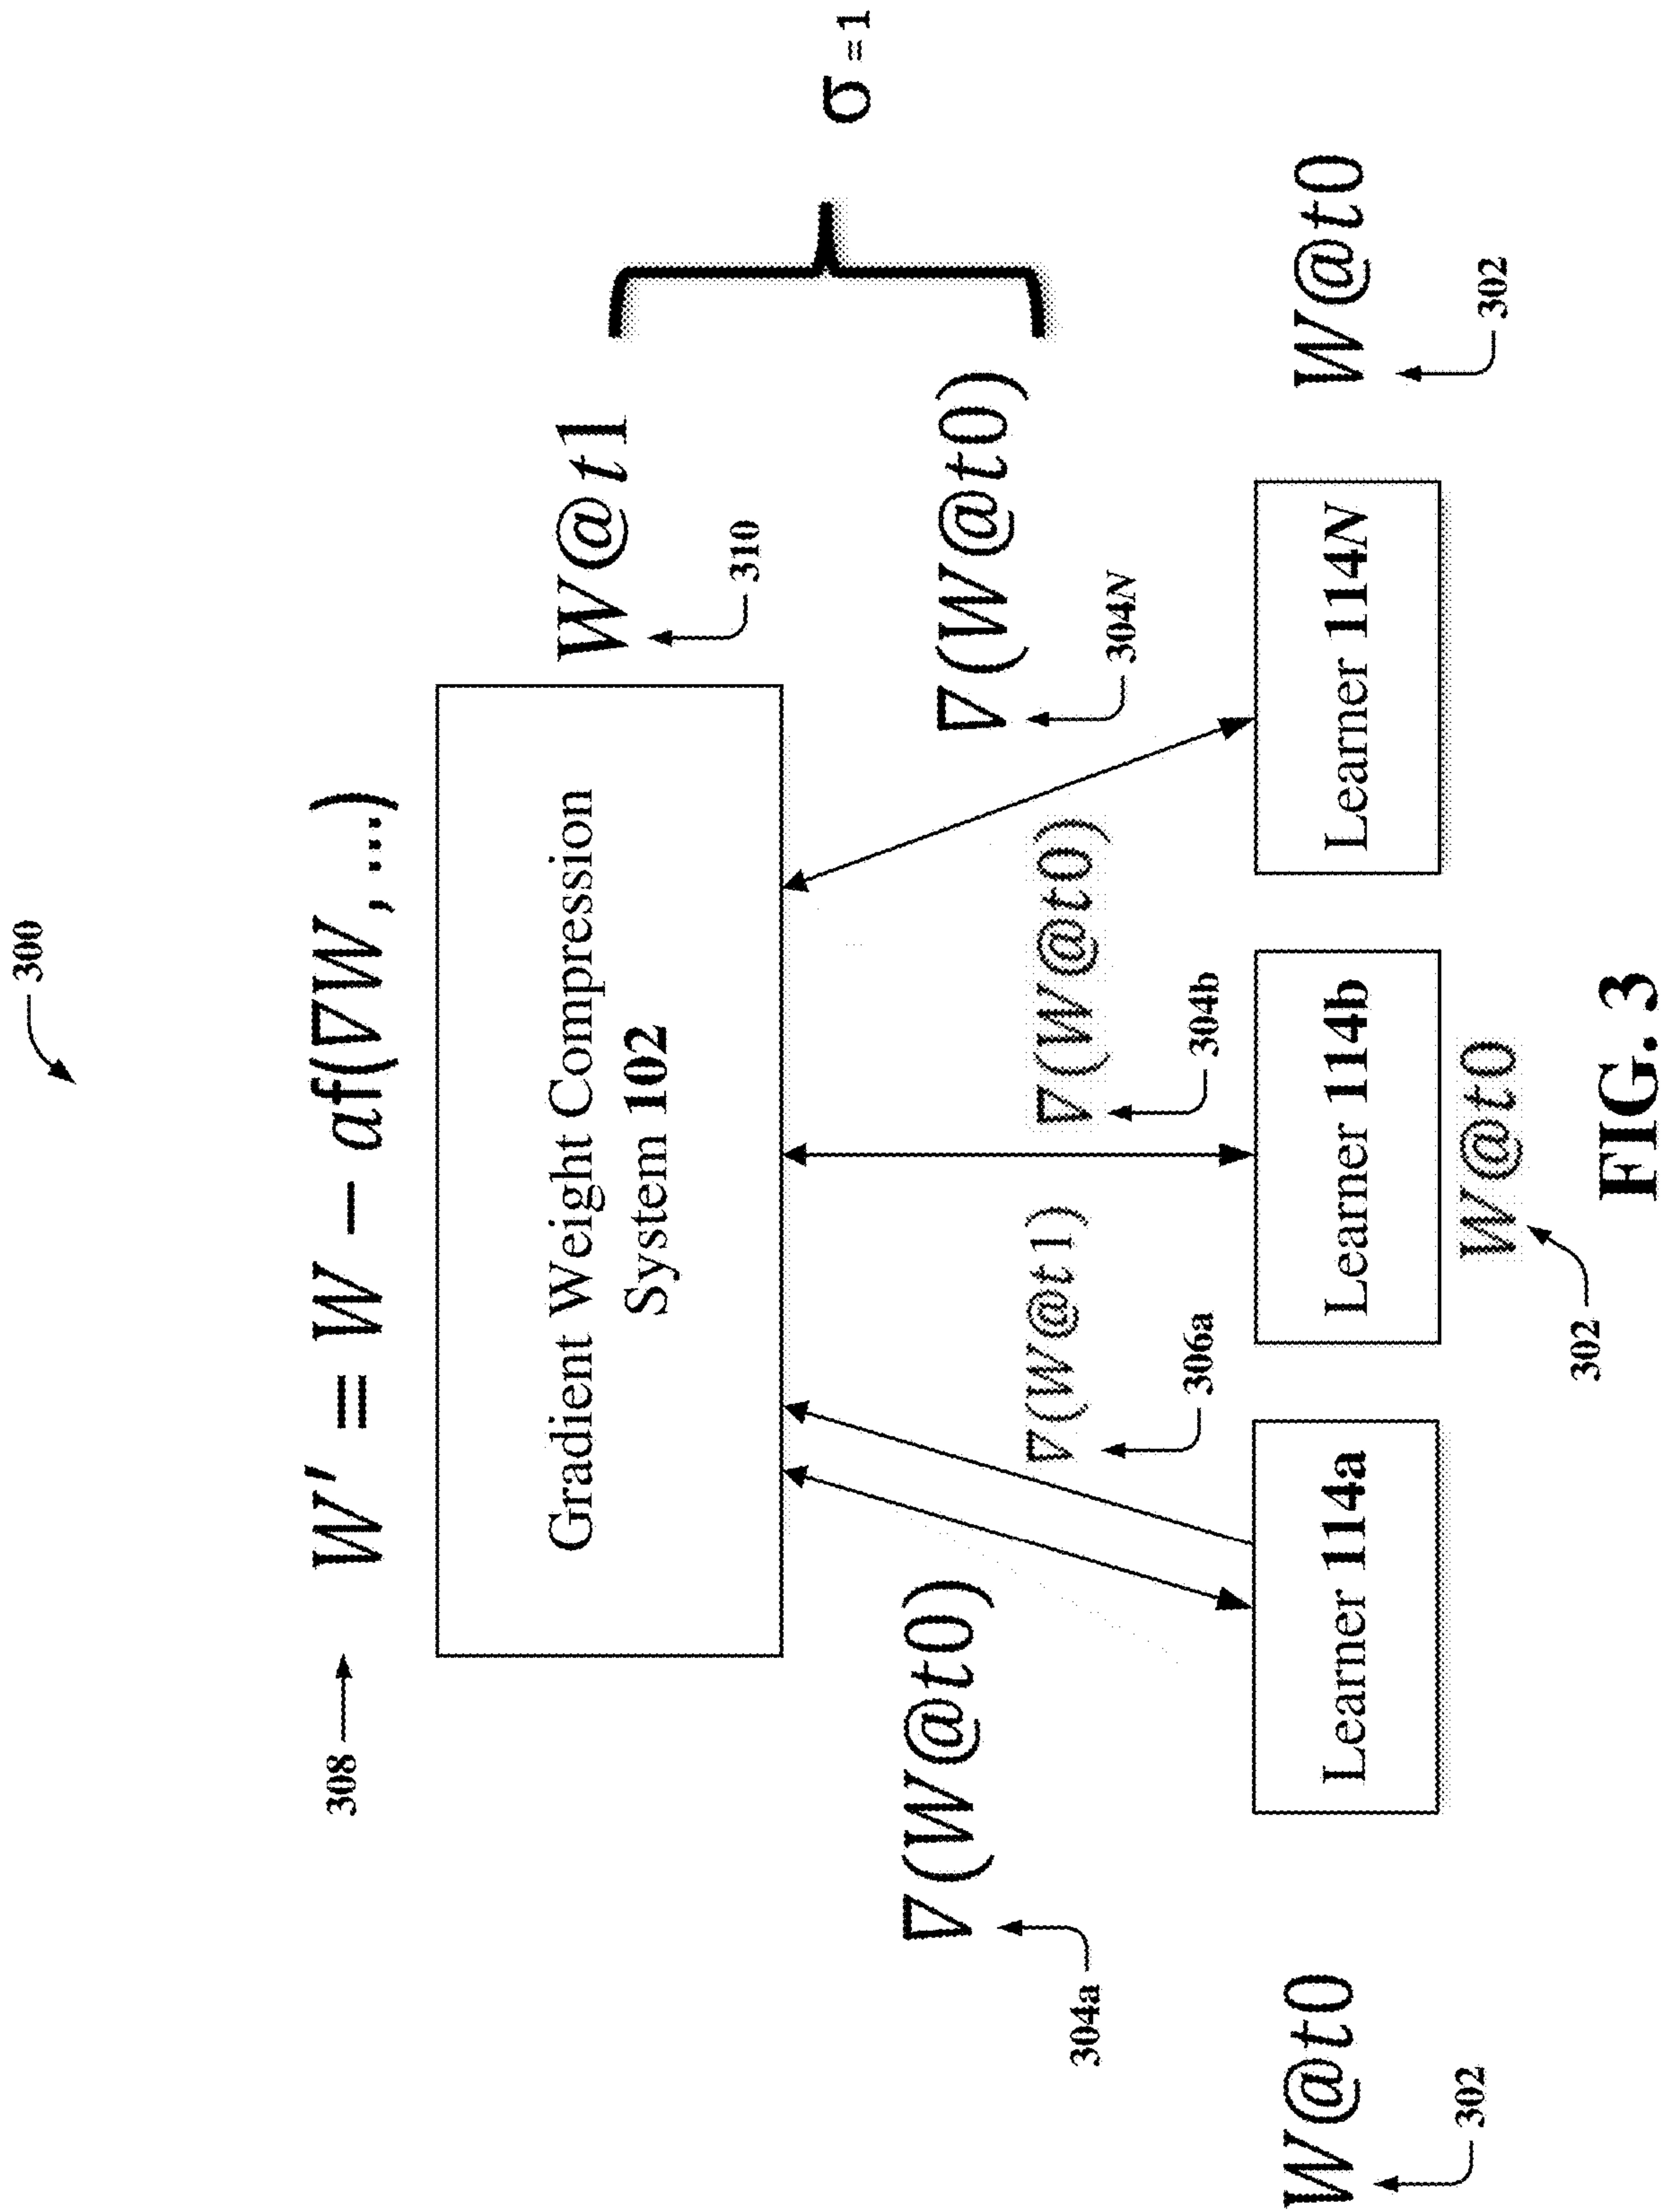 300
308
W′ = W − af(∇W, ...)
Gradient Weight Compression
System 102
W@t1
310
σ = 1
∇(W@t0)
304a
∇(W@t1)
306a
∇(W@t0)
304b
∇(W@t0)
304N
W@t0
302
Learner 114a
Learner 114b
Learner 114N
W@t0
302
W@t0
302
FIG. 3